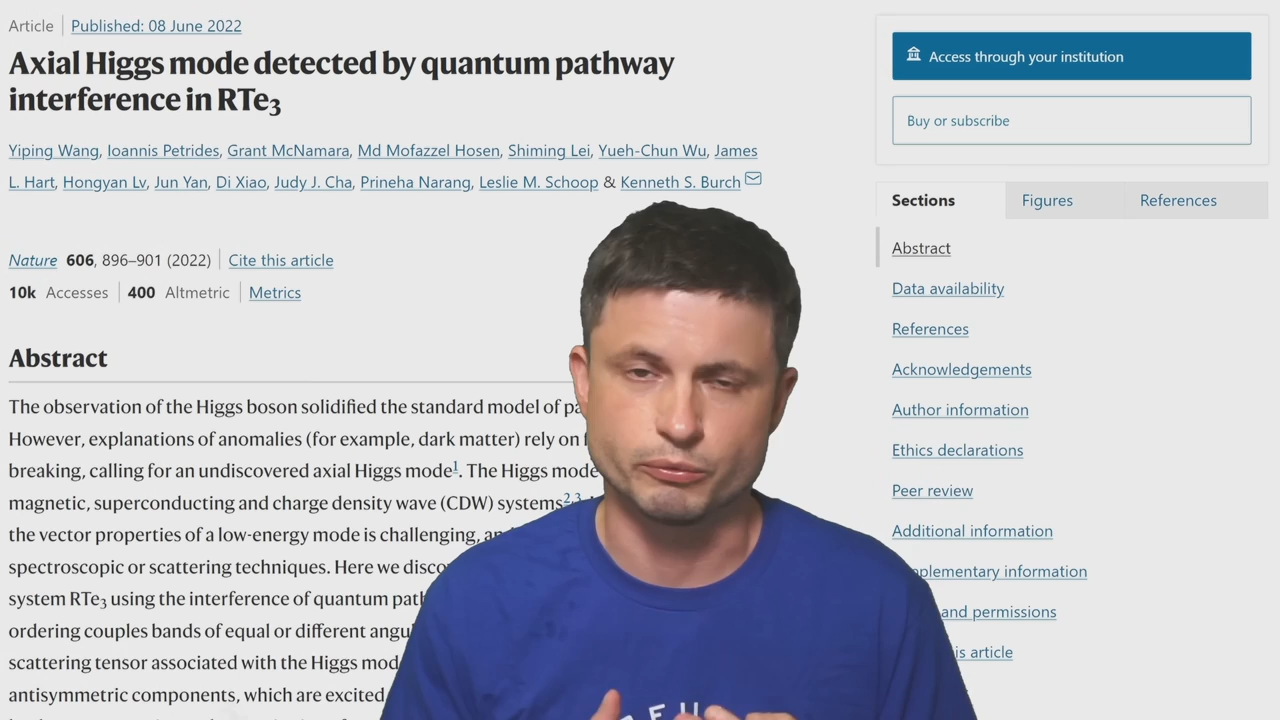 Article Published: 08 June 2022
Axial Higgs mode detected by quantum pathway
interference in RTe₃
Yiping Wang, Ioannis Petrides, Grant McNamara, Md Mofazzel Hosen, Shiming Lei, Yueh-Chun Wu, James
L. Hart, Hongyan Lv, Jun Yan, Di Xiao, Judy J. Cha, Prineha Narang, Leslie M. Schoop & Kenneth S. Burch
Nature 606, 896–901 (2022) Cite this article
10k Accesses 400 Altmetric Metrics
Abstract
The observation of the Higgs boson solidified the standard model of
However, explanations of anomalies (for example, dark matter) rely on
breaking, calling for an undiscovered axial Higgs mode¹. The Higgs mode
magnetic, superconducting and charge density wave (CDW) systems²,³
the vector properties of a low-energy mode is challenging,
spectroscopic or scattering techniques. Here we
system RTe₃ using the interference of quantum
ordering couples bands of equal or different
scattering tensor associated with the Higgs
antisymmetric components, which are excited
Access through your institution
Buy or subscribe
Sections Figures References
Abstract
Data availability
References
Acknowledgements
Author information
Ethics declarations
Peer review
Additional information
information
and permissions
article